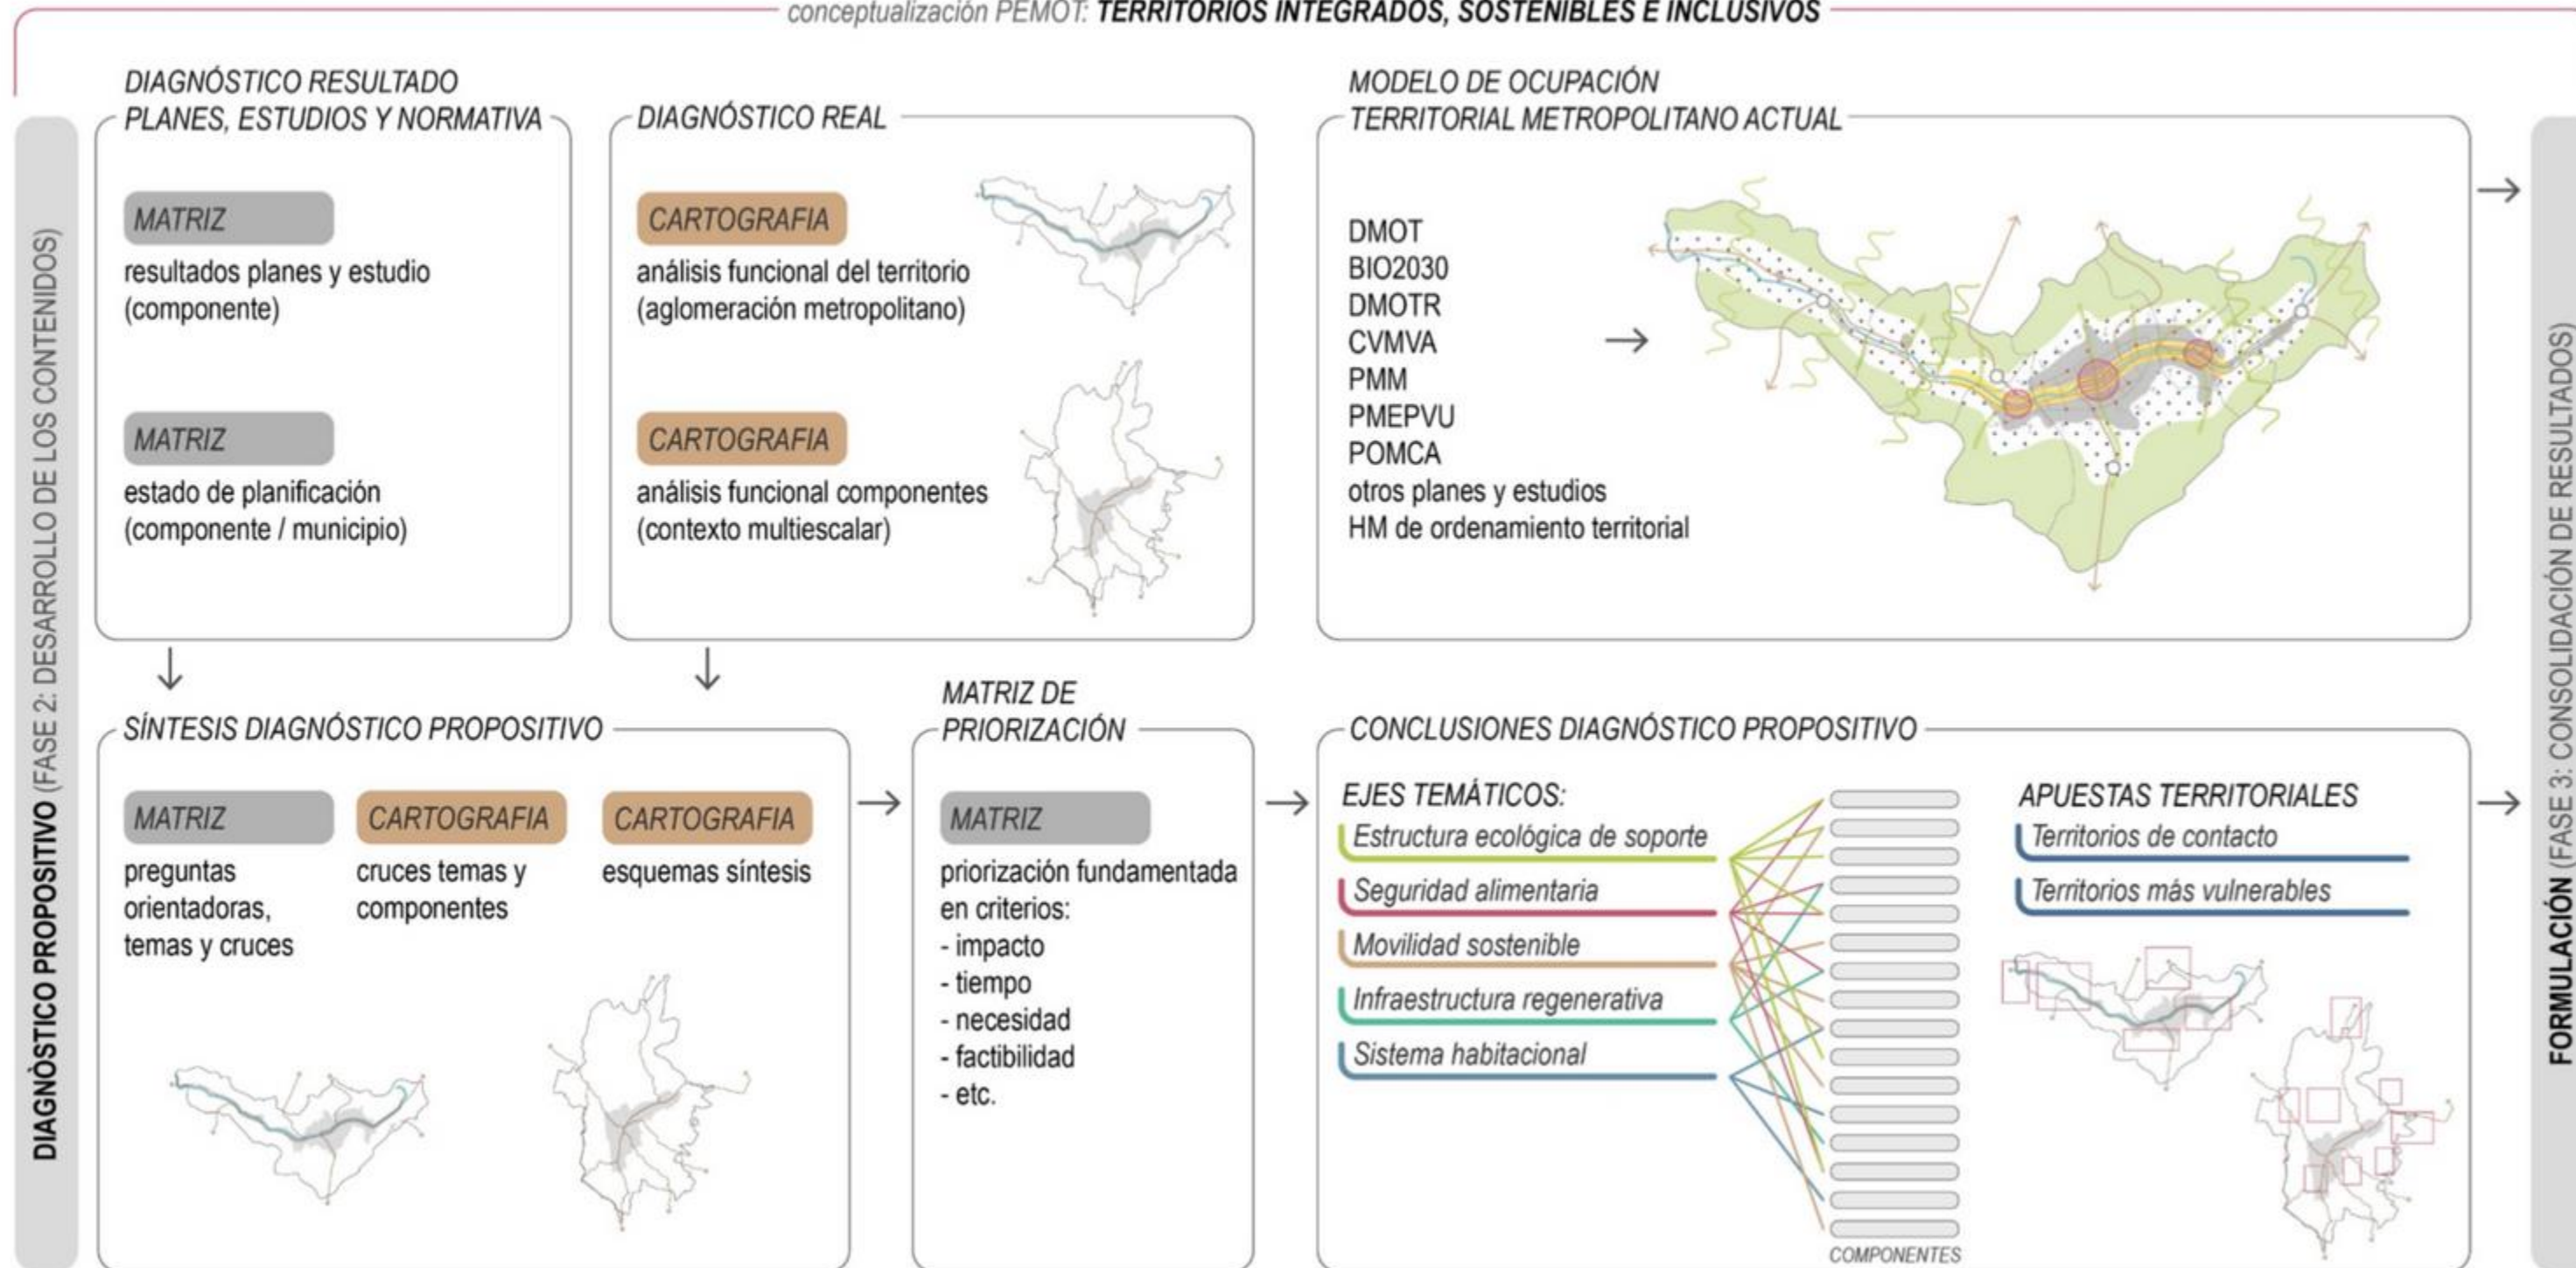 conceptualización PEMOT: TERRITORIOS INTEGRADOS, SOSTENIBLES E INCLUSIVOS
DIAGNÒSTICO PROPOSITIVO (FASE 2: DESARROLLO DE LOS CONTENIDOS)
DIAGNÓSTICO RESULTADO
PLANES, ESTUDIOS Y NORMATIVA
MATRIZ
resultados planes y estudio
(componente)
MATRIZ
estado de planificación
(componente / municipio)
DIAGNÓSTICO REAL
CARTOGRAFIA
análisis funcional del territorio
(aglomeración metropolitano)
CARTOGRAFIA
análisis funcional componentes
(contexto multiescalar)
MODELO DE OCUPACIÓN
TERRITORIAL METROPOLITANO ACTUAL
DMOT
BIO2030
DMOTR
CVMVA
PMM
PMEPVU
POMCA
otros planes y estudios
HM de ordenamiento territorial
SÍNTESIS DIAGNÓSTICO PROPOSITIVO
MATRIZ
preguntas
orientadoras,
temas y cruces
CARTOGRAFIA
cruces temas y
componentes
CARTOGRAFIA
esquemas síntesis
MATRIZ DE
PRIORIZACIÓN
MATRIZ
priorización fundamentada
en criterios:
- impacto
- tiempo
- necesidad
- factibilidad
- etc.
CONCLUSIONES DIAGNÓSTICO PROPOSITIVO
EJES TEMÁTICOS:
Estructura ecológica de soporte
Seguridad alimentaria
Movilidad sostenible
Infraestructura regenerativa
Sistema habitacional
COMPONENTES
APUESTAS TERRITORIALES
Territorios de contacto
Territorios más vulnerables
FORMULACIÓN (FASE 3: CONSOLIDACIÓN DE RESULTADOS)